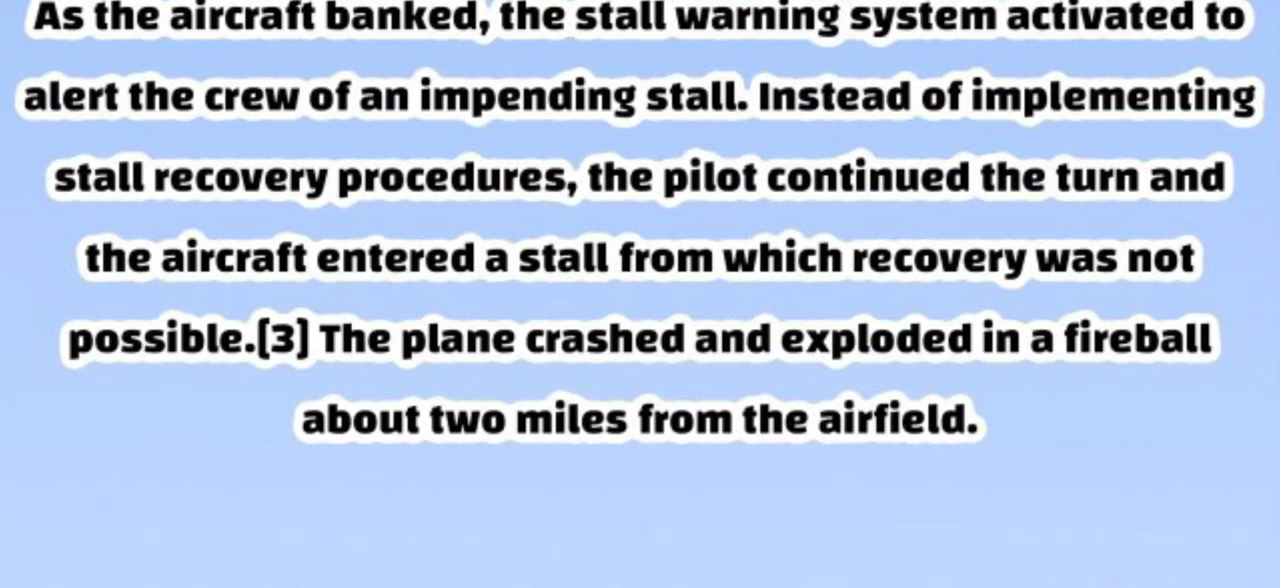 As the aircraft banked, the stall warning system activated to
alert the crew of an impending stall. Instead of implementing
stall recovery procedures, the pilot continued the turn and
the aircraft entered a stall from which recovery was not
possible.[3] The plane crashed and exploded in a fireball
about two miles from the airfield.